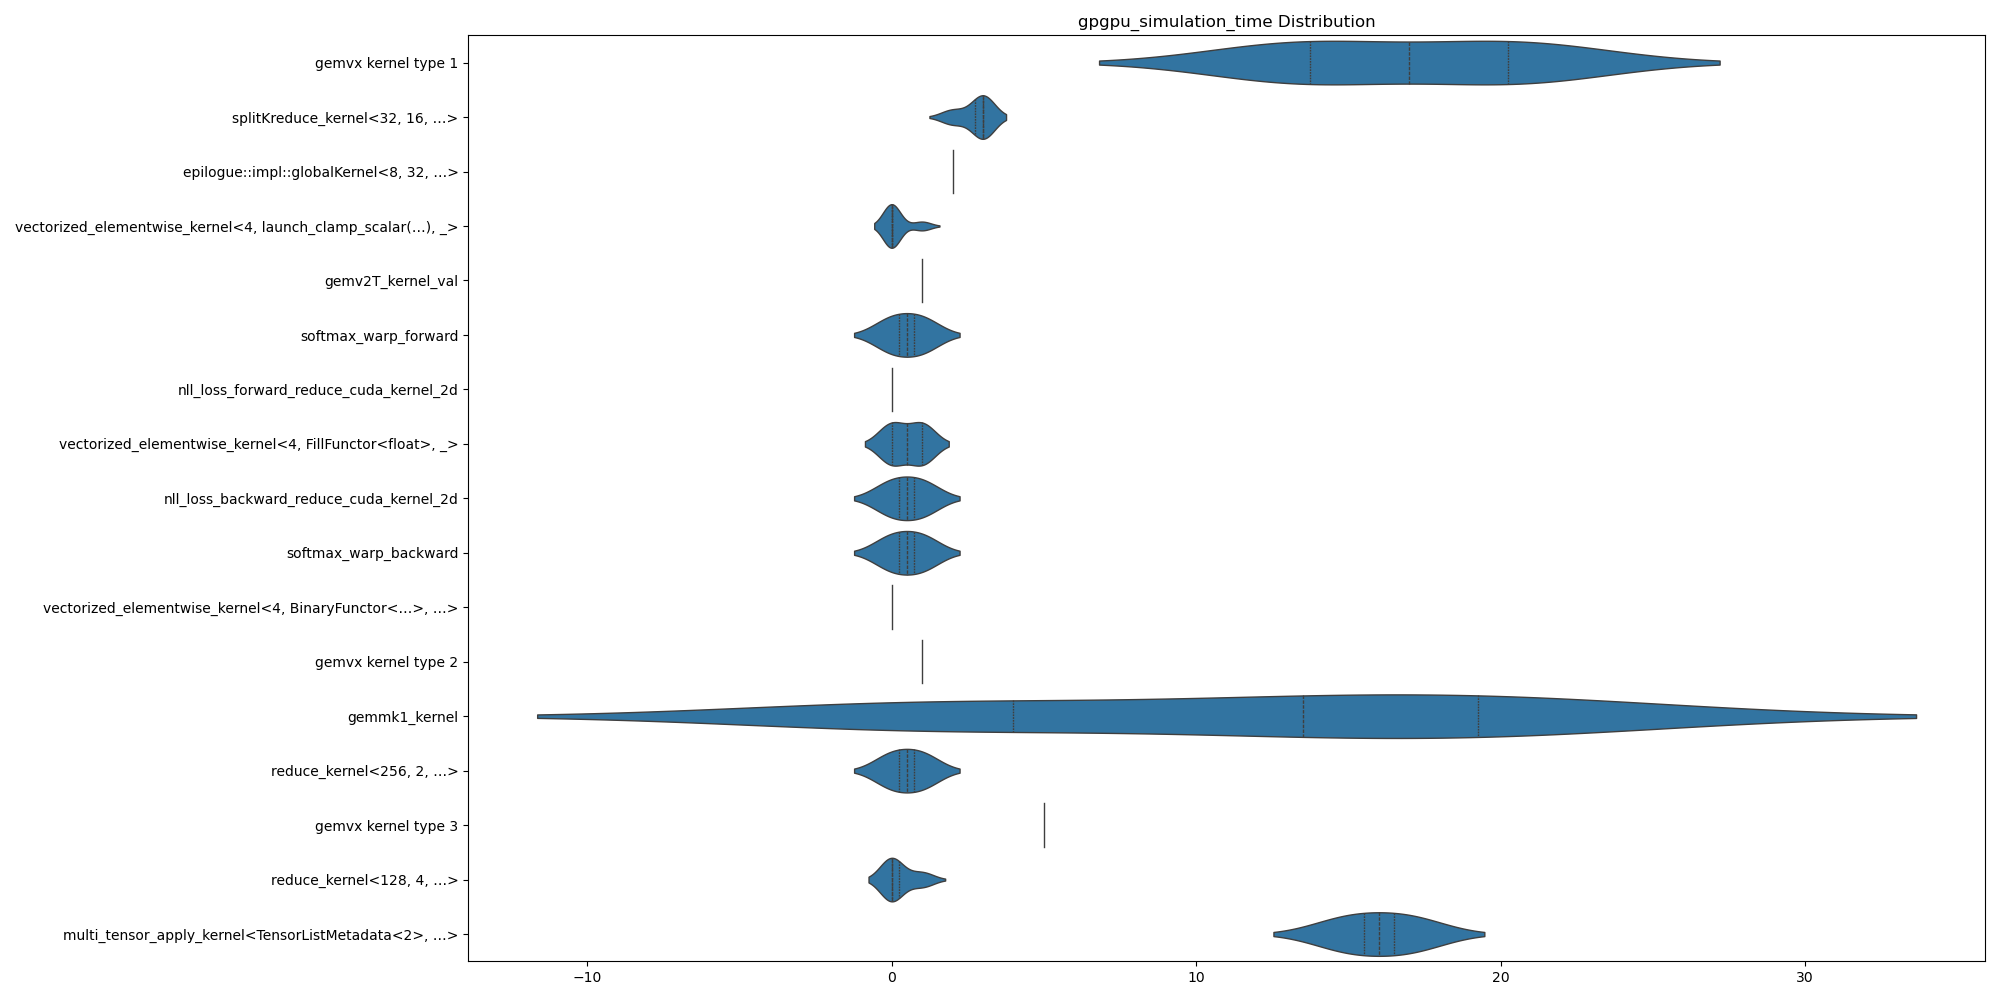 gpgpu_simulation_time Distribution
gemvx kernel type 1
splitKreduce_kernel<32, 16, ...>
epilogue::impl::globalKernel<8, 32, ...>
vectorized_elementwise_kernel<4, launch_clamp_scalar(...), _>
gemv2T_kernel_val
softmax_warp_forward
nll_loss_forward_reduce_cuda_kernel_2d
vectorized_elementwise_kernel<4, FillFunctor<float>, _>
nll_loss_backward_reduce_cuda_kernel_2d
softmax_warp_backward
vectorized_elementwise_kernel<4, BinaryFunctor<...>, ...>
gemvx kernel type 2
gemmk1_kernel
reduce_kernel<256, 2, ...>
gemvx kernel type 3
reduce_kernel<128, 4, ...>
multi_tensor_apply_kernel<TensorListMetadata<2>, ...>
−10 0 10 20 30